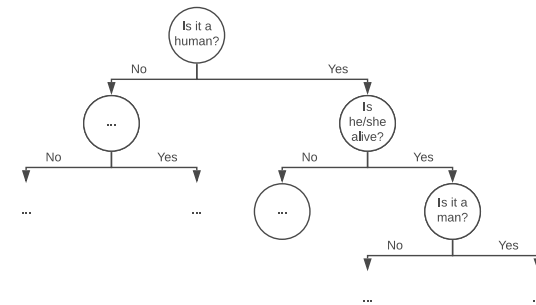 Is it a
human?
No
Yes
...
Is
he/she
alive?
No
Yes
No
Yes
...
...
...
Is it a
man?
No
Yes
...
...